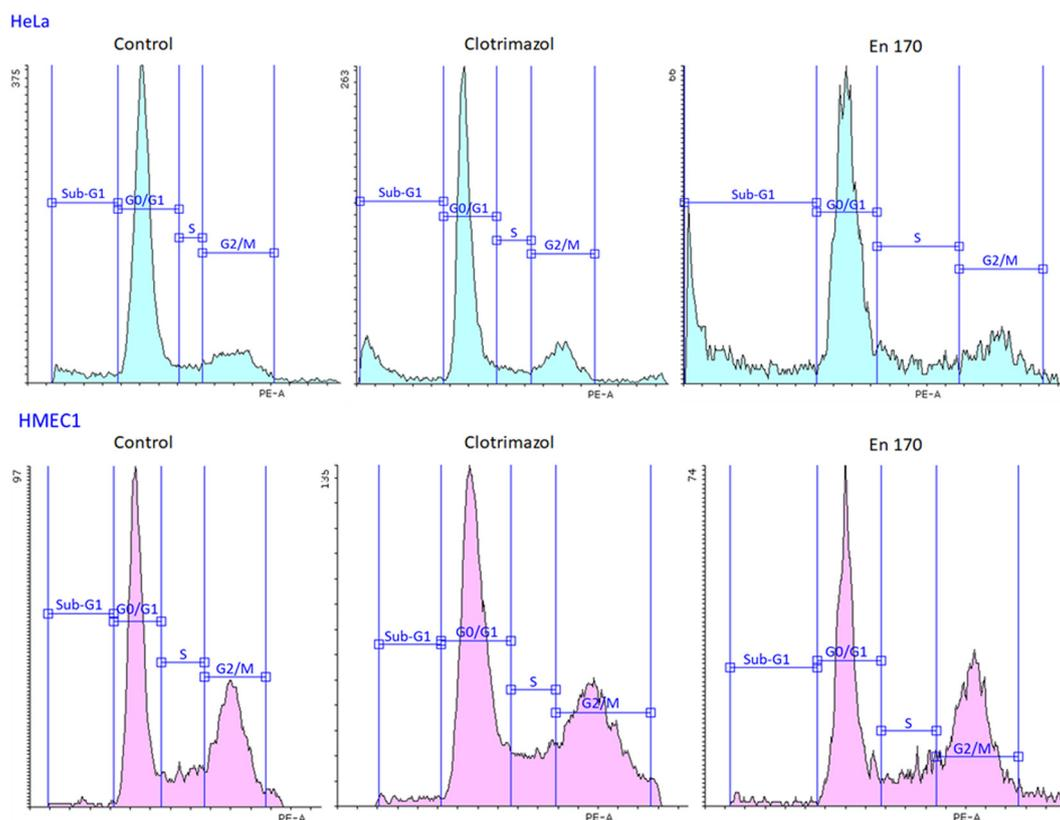 HeLa
Control
Clotrimazol
En 170
375
263
Sub-G1
G0/G1
S
G2/M
Sub-G1
G0/G1
S
G2/M
Sub-G1
G0/G1
S
G2/M
PE-A
PE-A
PE-A
HMEC1
Control
Clotrimazol
En 170
97
135
74
Sub-G1
G0/G1
S
G2/M
Sub-G1
G0/G1
S
G2/M
Sub-G1
G0/G1
S
G2/M
PE-A
PE-A
PE-A